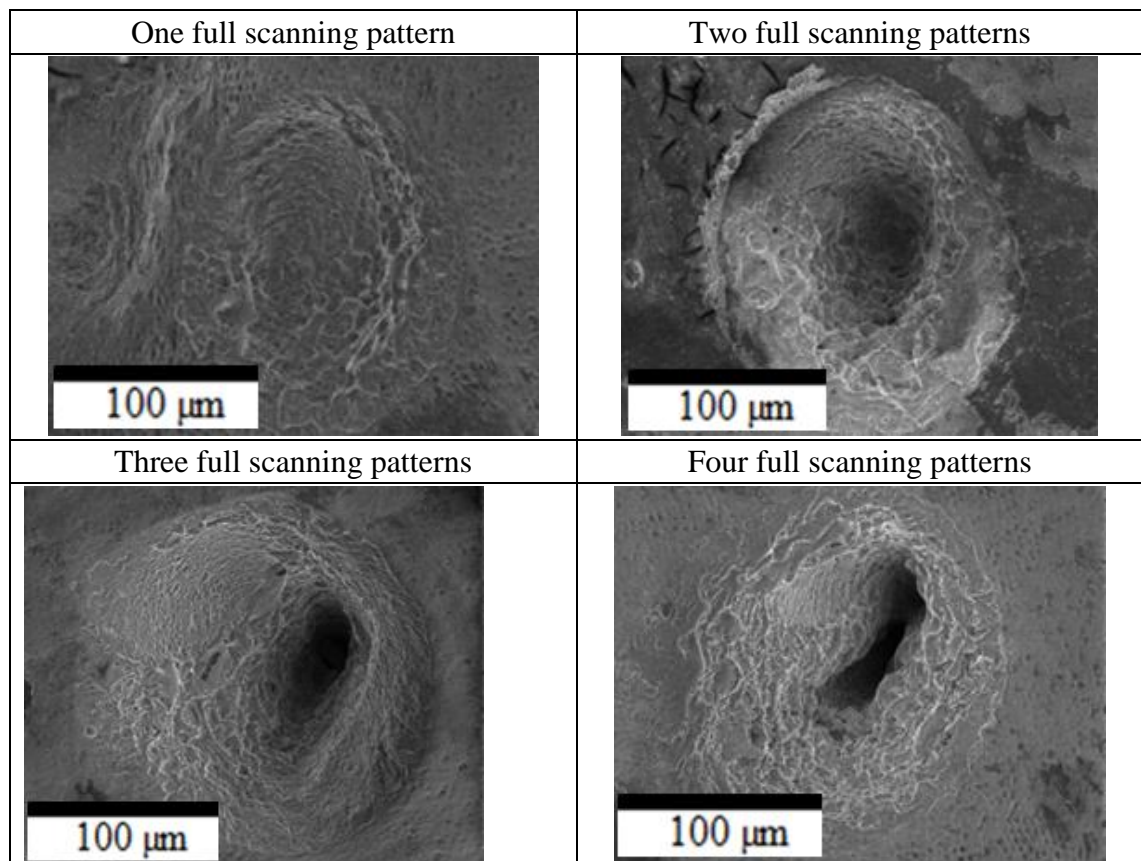 One full scanning pattern
Two full scanning patterns
100 μm
100 μm
Three full scanning patterns
Four full scanning patterns
100 μm
100 μm